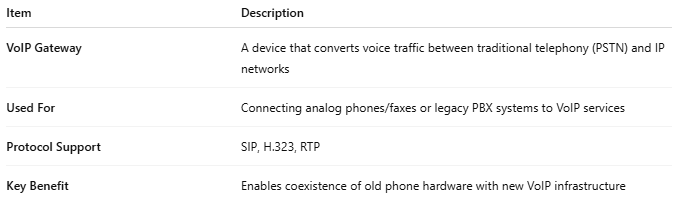 Item Description
VoIP Gateway A device that converts voice traffic between traditional telephony (PSTN) and IP
networks
Used For Connecting analog phones/faxes or legacy PBX systems to VoIP services
Protocol Support SIP, H.323, RTP
Key Benefit Enables coexistence of old phone hardware with new VoIP infrastructure